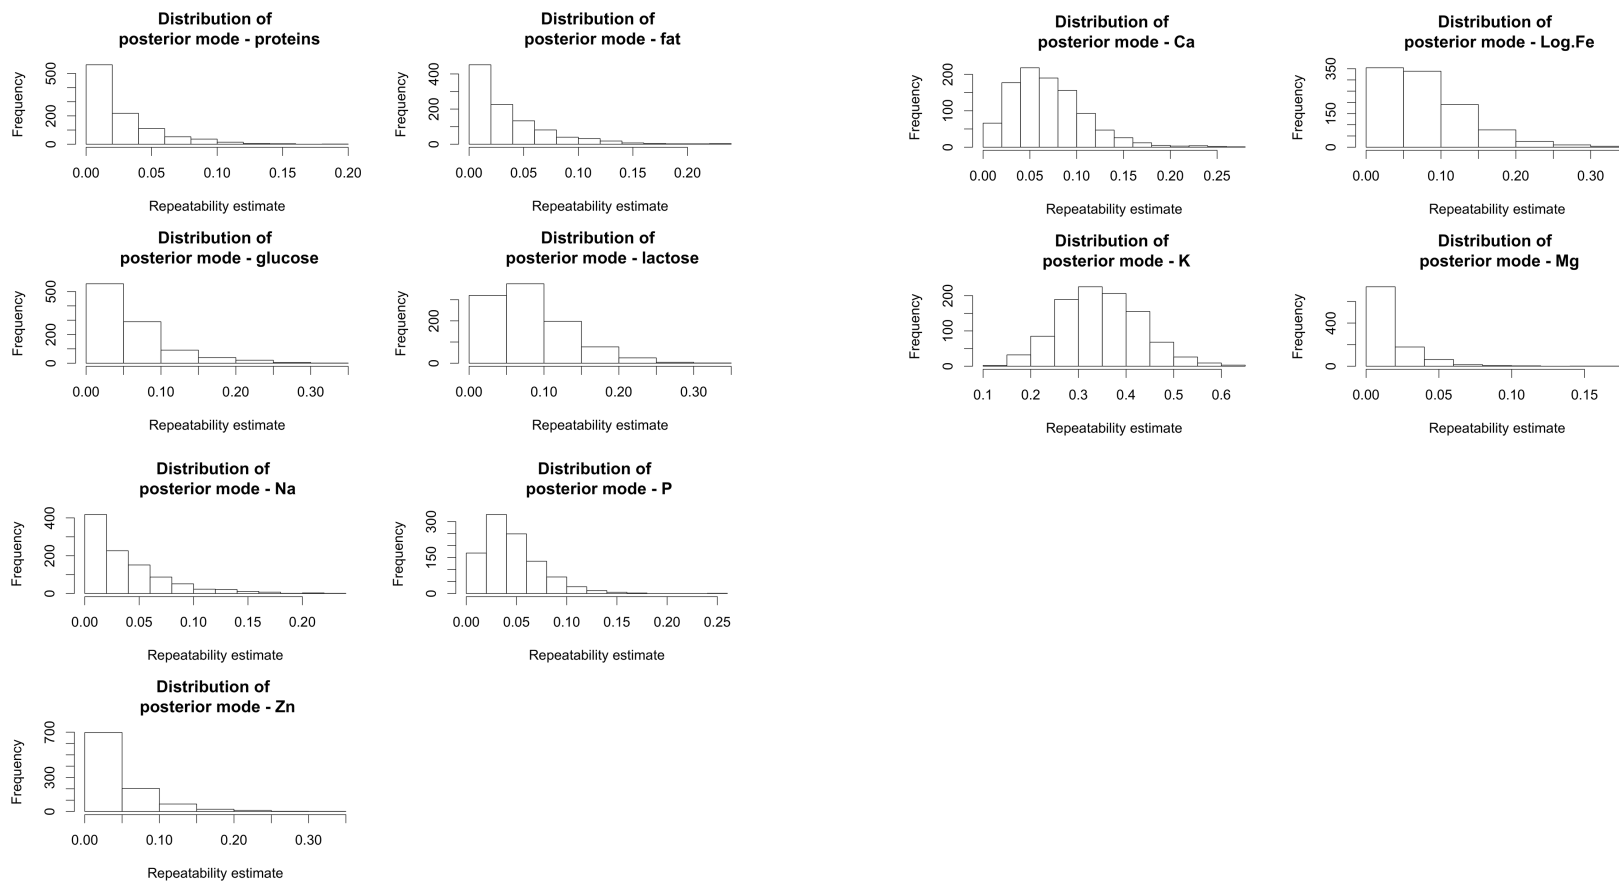 Distribution of
posterior mode - proteins
Frequency
0
200
500
0.00 0.05 0.10 0.15 0.20
Repeatability estimate
Distribution of
posterior mode - fat
Frequency
0
200
400
0.00 0.05 0.10 0.15 0.20
Repeatability estimate
Distribution of
posterior mode - Ca
Frequency
0
100
200
0.00 0.05 0.10 0.15 0.20 0.25
Repeatability estimate
Distribution of
posterior mode - Log.Fe
Frequency
0
150
350
0.00 0.10 0.20 0.30
Repeatability estimate
Distribution of
posterior mode - glucose
Frequency
0
200
500
0.00 0.10 0.20 0.30
Repeatability estimate
Distribution of
posterior mode - lactose
Frequency
0
200
0.00 0.10 0.20 0.30
Repeatability estimate
Distribution of
posterior mode - K
Frequency
0
100
200
0.1 0.2 0.3 0.4 0.5 0.6
Repeatability estimate
Distribution of
posterior mode - Mg
Frequency
0
400
0.00 0.05 0.10 0.15
Repeatability estimate
Distribution of
posterior mode - Na
Frequency
0
200
400
0.00 0.05 0.10 0.15 0.20
Repeatability estimate
Distribution of
posterior mode - P
Frequency
0
150
300
0.00 0.05 0.10 0.15 0.20 0.25
Repeatability estimate
Distribution of
posterior mode - Zn
Frequency
0
300
700
0.00 0.10 0.20 0.30
Repeatability estimate